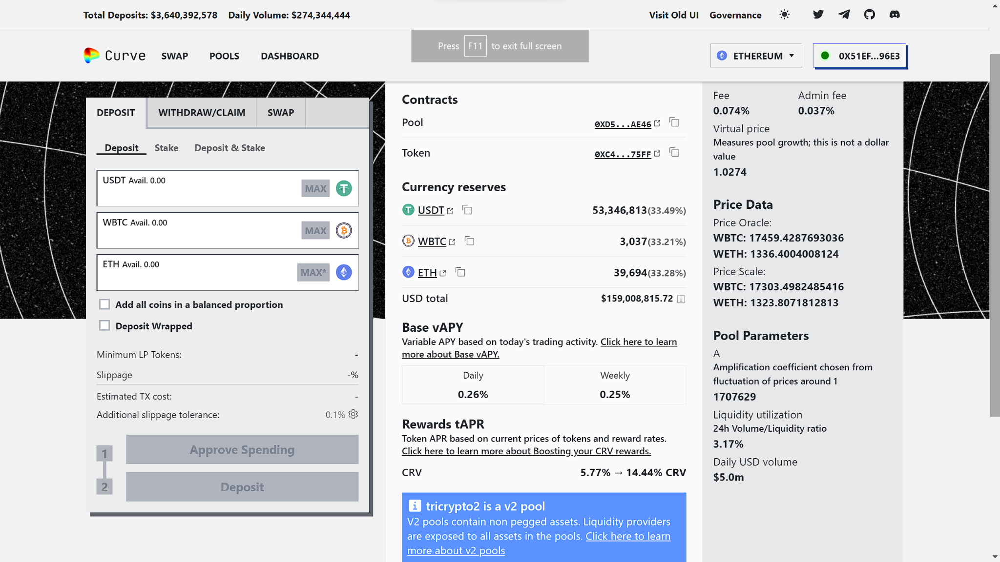 Total Deposits: $3,640,392,578 Daily Volume: $274,344,444
Visit Old UI Governance
Press F11 to exit full screen
Curve SWAP POOLS DASHBOARD
ETHEREUM
0X51EF...96E3
DEPOSIT WITHDRAW/CLAIM SWAP
Deposit Stake Deposit & Stake
USDT Avail. 0.00
MAX
WBTC Avail. 0.00
MAX
ETH Avail. 0.00
MAX*
Add all coins in a balanced proportion
Deposit Wrapped
Minimum LP Tokens: -
Slippage -%
Estimated TX cost: -
Additional slippage tolerance: 0.1%
1 Approve Spending
2 Deposit
Contracts
Pool 0XD5...AE46
Token 0XC4...75FF
Currency reserves
USDT 53,346,813(33.49%)
WBTC 3,037(33.21%)
ETH 39,694(33.28%)
USD total $159,008,815.72
Base vAPY
Variable APY based on today's trading activity. Click here to learn
more about Base vAPY.
Daily Weekly
0.26% 0.25%
Rewards tAPR
Token APR based on current prices of tokens and reward rates.
Click here to learn more about Boosting your CRV rewards.
CRV 5.77% → 14.44% CRV
tricrypto2 is a v2 pool
V2 pools contain non pegged assets. Liquidity providers
are exposed to all assets in the pools. Click here to learn
more about v2 pools
Fee Admin fee
0.074% 0.037%
Virtual price
Measures pool growth; this is not a dollar
value
1.0274
Price Data
Price Oracle:
WBTC: 17459.4287693036
WETH: 1336.4004008124
Price Scale:
WBTC: 17303.4982485416
WETH: 1323.8071812813
Pool Parameters
A
Amplification coefficient chosen from
fluctuation of prices around 1
1707629
Liquidity utilization
24h Volume/Liquidity ratio
3.17%
Daily USD volume
$5.0m